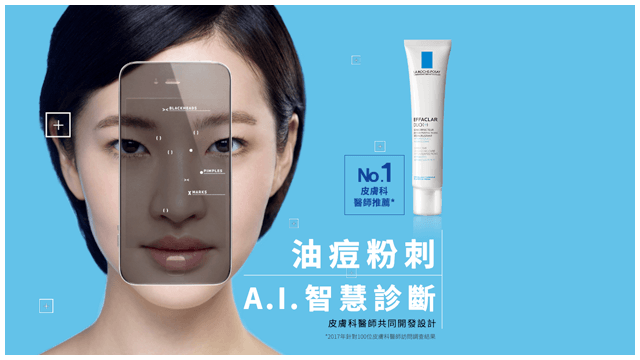 BLACKHEADS
PIMPLES
MARKS
LA ROCHE-POSAY
EFFACLAR
DUO(+)
No.1
皮膚科
醫師推薦*
油痘粉刺
A.I.智慧診斷
皮膚科醫師共同開發設計
*2017年針對100位皮膚科醫師訪問調查結果